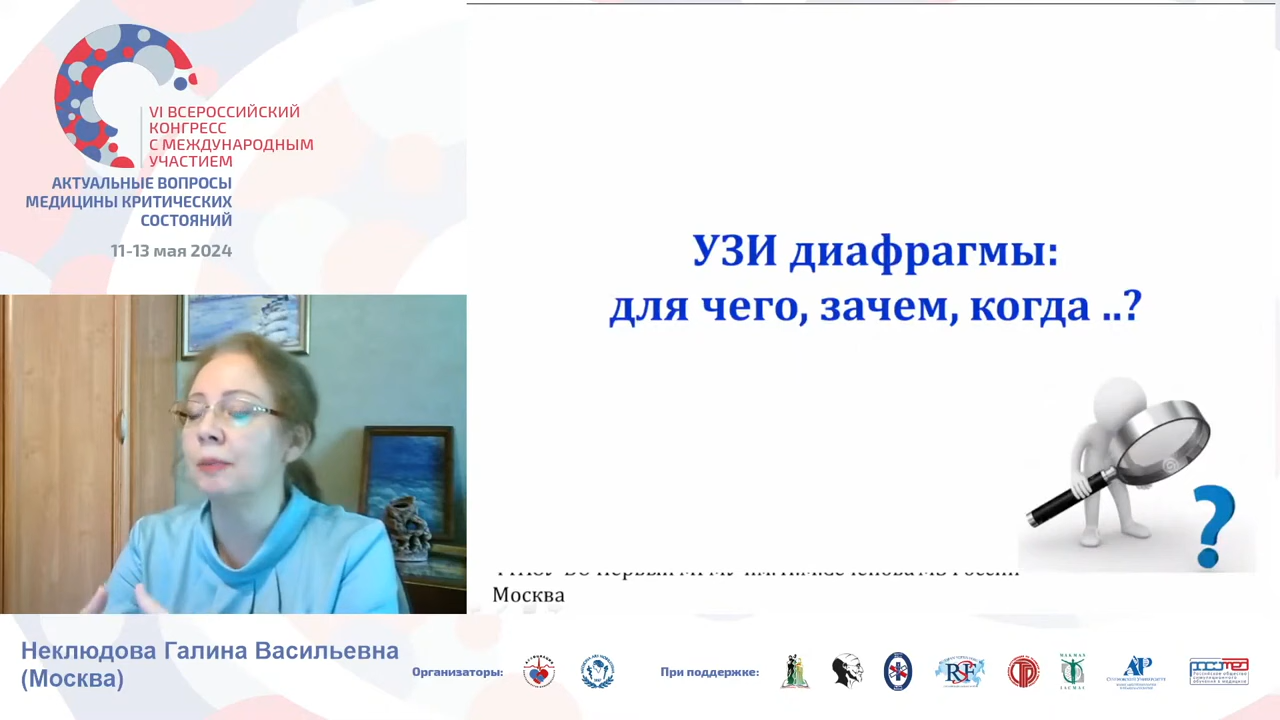 VI ВСЕРОССИЙСКИЙ
КОНГРЕСС
С МЕЖДУНАРОДНЫМ
УЧАСТИЕМ
АКТУАЛЬНЫЕ ВОПРОСЫ
МЕДИЦИНЫ КРИТИЧЕСКИХ
СОСТОЯНИЙ
11-13 мая 2024
УЗИ диафрагмы:
для чего, зачем, когда ..?
?
Москва
Неклюдова Галина Васильевна
(Москва)
Организаторы:
При поддержке: